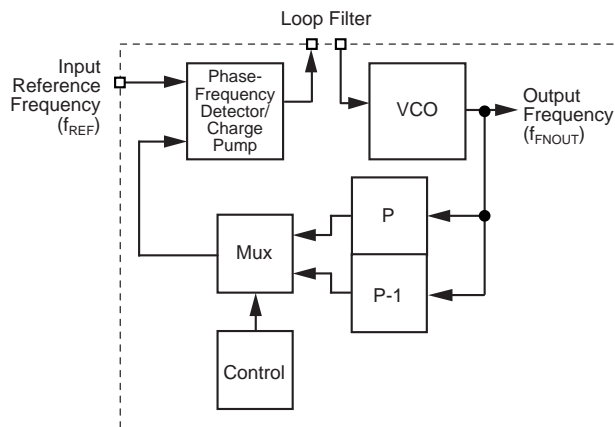 Loop Filter
Input
Reference
Frequency
(fREF)
Phase-
Frequency
Detector/
Charge
Pump
VCO
Output
Frequency
(fFNOUT)
P
Mux
P-1
Control